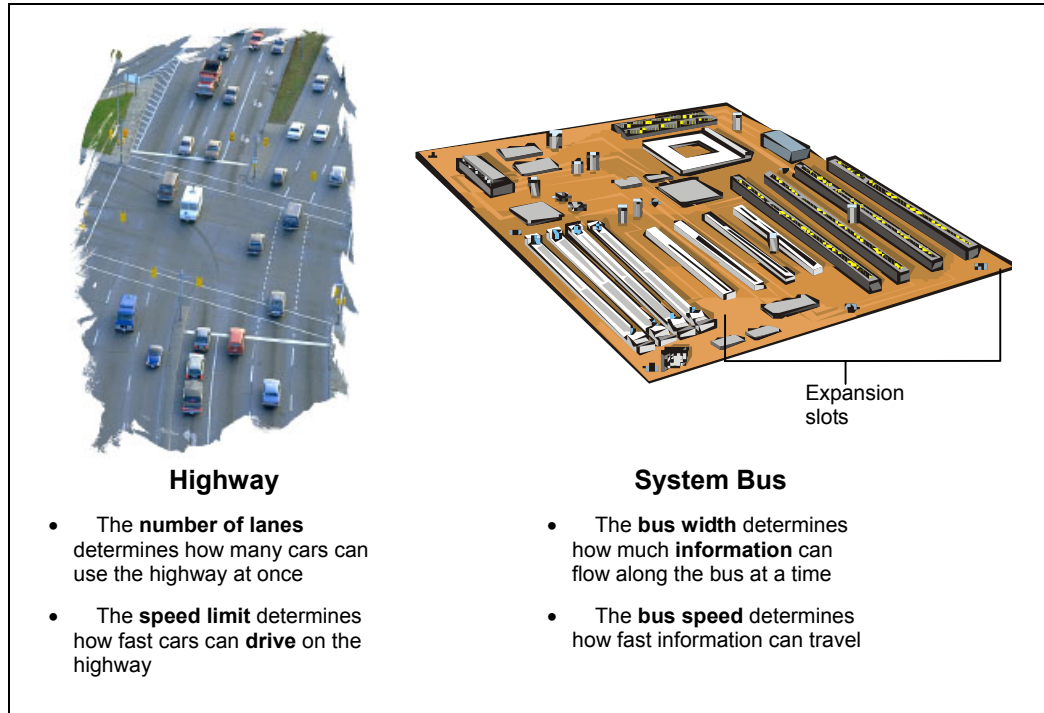 Expansion
slots
Highway
• The number of lanes
determines how many cars can
use the highway at once
• The speed limit determines
how fast cars can drive on the
highway
System Bus
• The bus width determines
how much information can
flow along the bus at a time
• The bus speed determines
how fast information can travel